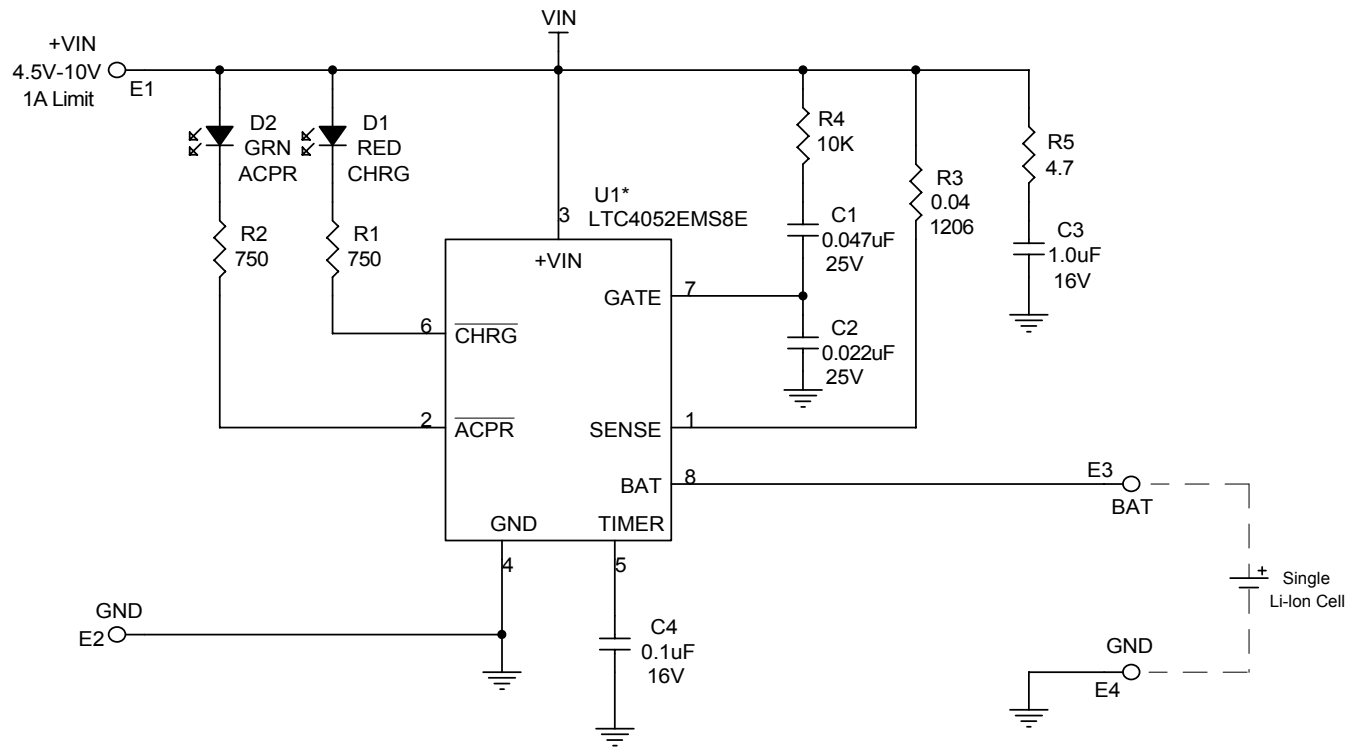 VIN
+VIN
4.5V-10V
1A Limit
E1
D2
GRN
ACPR
D1
RED
CHRG
R4
10K
R5
4.7
R3
0.04
1206
U1*
LTC4052EMS8E
3
+VIN
R2
750
R1
750
C1
0.047uF
25V
C3
1.0uF
16V
GATE
7
6
CHRG
C2
0.022uF
25V
2
ACPR
SENSE
1
BAT
8
E3
BAT
GND
TIMER
4
5
+
Single
Li-Ion Cell
GND
E2
C4
0.1uF
16V
GND
E4